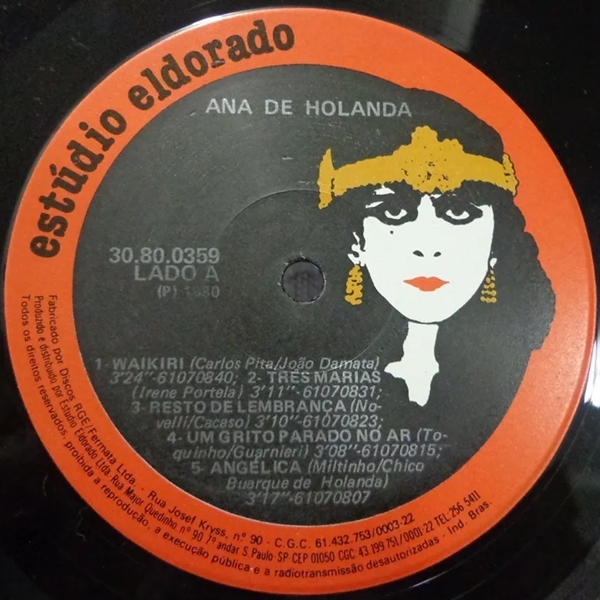 estúdio eldorado
ANA DE HOLANDA
30.80.0359
LADO A
(P) 1980
1- WAIKIRI (Carlos Pita/João Damata)
3'24"-61070840; 2- TRES MARIAS
(Irene Portela) 3'11"-61070831;
3- RESTO DE LEMBRANÇA (No-
velli/Cacaso) 3'10"-61070823;
4- UM GRITO PARADO NO AR (To-
quinho/Guarnieri) 3'08"-61070815;
5- ANGÉLICA (Miltinho/Chico
Buarque de Holanda)
3'17"-61070807
Fabricado por Discos RGE/Fermata Ltda. - Rua Josef Kryss, n.º 90 - C.G.C. 61.432.753/0003-22
Produzido e distribuido por Estúdio Eldorado Ltda. Rua Major Quedinho, nº 90 7º andar S. Paulo - SP - CEP 01050 CGC 43.199.751/0001-22 TEL. 256 5411
Todos os direitos reservados, proibida a reprodução, a execução pública e a radiotransmissão desautorizadas - Ind. Bras.